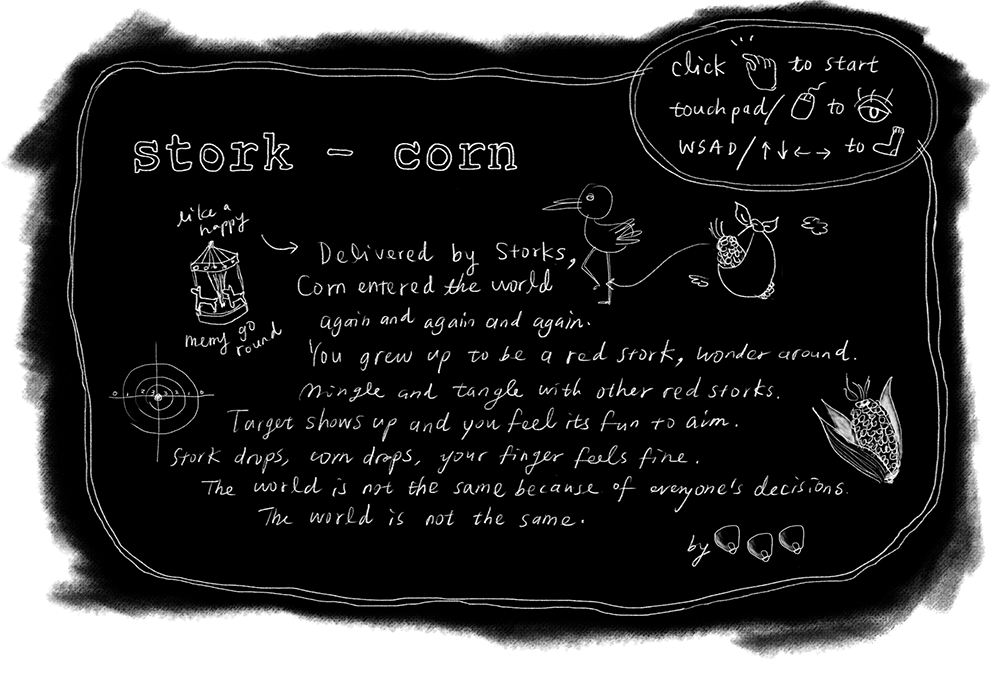 click to start
touchpad/ to
WSAD/↑↓←→ to
stork - corn
like a
happy
merry go
round
Delivered by Storks,
Corn entered the world
again and again and again.
You grew up to be a red stork, wonder around.
Mingle and tangle with other red storks.
Target shows up and you feel its fun to aim.
Stork drops, corn drops, your finger feels fine.
The world is not the same because of everyone's decisions.
The world is not the same.
by